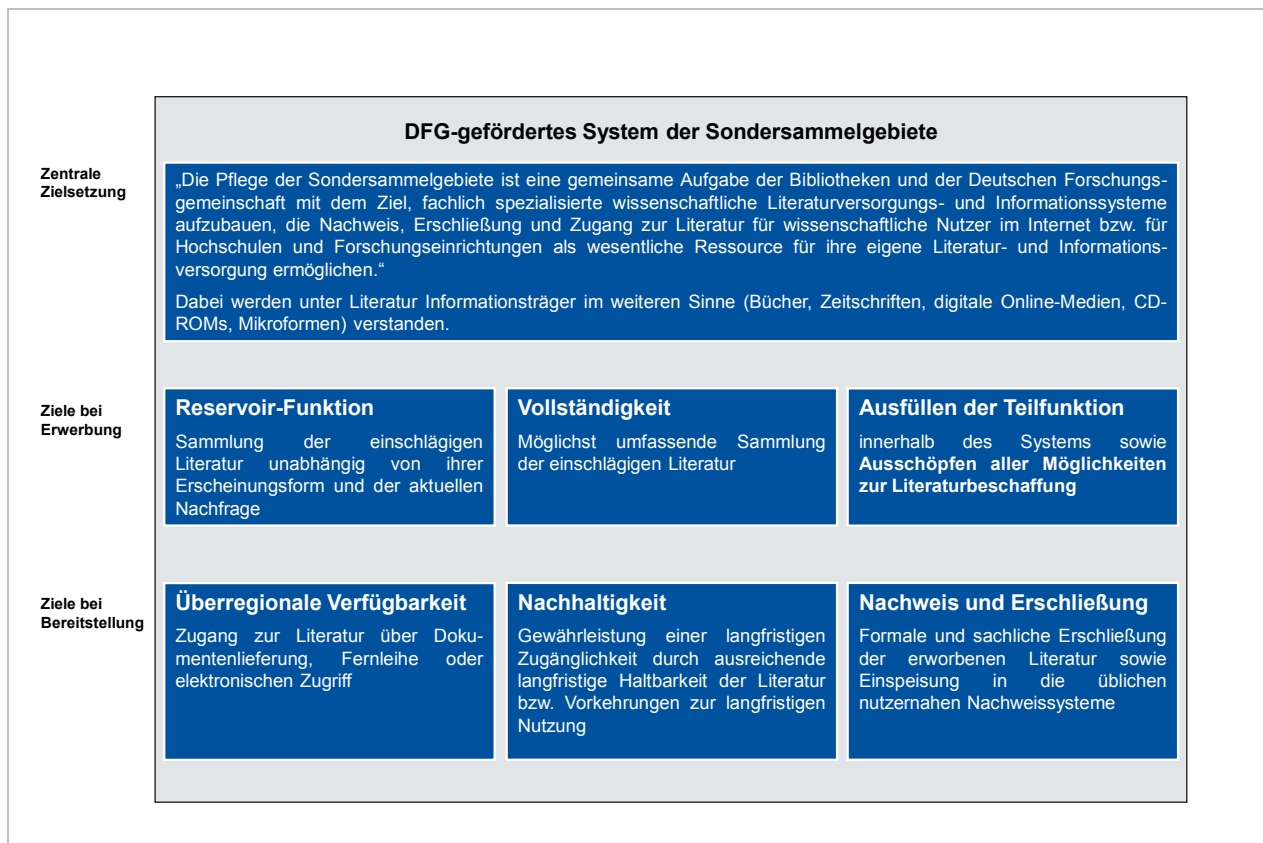 DFG-gefördertes System der Sondersammelgebiete
Zentrale
Zielsetzung
„Die Pflege der Sondersammelgebiete ist eine gemeinsame Aufgabe der Bibliotheken und der Deutschen Forschungs-
gemeinschaft mit dem Ziel, fachlich spezialisierte wissenschaftliche Literaturversorgungs- und Informationssysteme
aufzubauen, die Nachweis, Erschließung und Zugang zur Literatur für wissenschaftliche Nutzer im Internet bzw. für
Hochschulen und Forschungseinrichtungen als wesentliche Ressource für ihre eigene Literatur- und Informations-
versorgung ermöglichen.“
Dabei werden unter Literatur Informationsträger im weiteren Sinne (Bücher, Zeitschriften, digitale Online-Medien, CD-
ROMs, Mikroformen) verstanden.
Ziele bei
Erwerbung
Reservoir-Funktion
Sammlung der einschlägigen
Literatur unabhängig von ihrer
Erscheinungsform und der aktuellen
Nachfrage
Vollständigkeit
Möglichst umfassende Sammlung
der einschlägigen Literatur
Ausfüllen der Teilfunktion
innerhalb des Systems sowie
Ausschöpfen aller Möglichkeiten
zur Literaturbeschaffung
Ziele bei
Bereitstellung
Überregionale Verfügbarkeit
Zugang zur Literatur über Doku-
mentenlieferung, Fernleihe oder
elektronischen Zugriff
Nachhaltigkeit
Gewährleistung einer langfristigen
Zugänglichkeit durch ausreichende
langfristige Haltbarkeit der Literatur
bzw. Vorkehrungen zur langfristigen
Nutzung
Nachweis und Erschließung
Formale und sachliche Erschließung
der erworbenen Literatur sowie
Einspeisung in die üblichen
nutzernahen Nachweissysteme